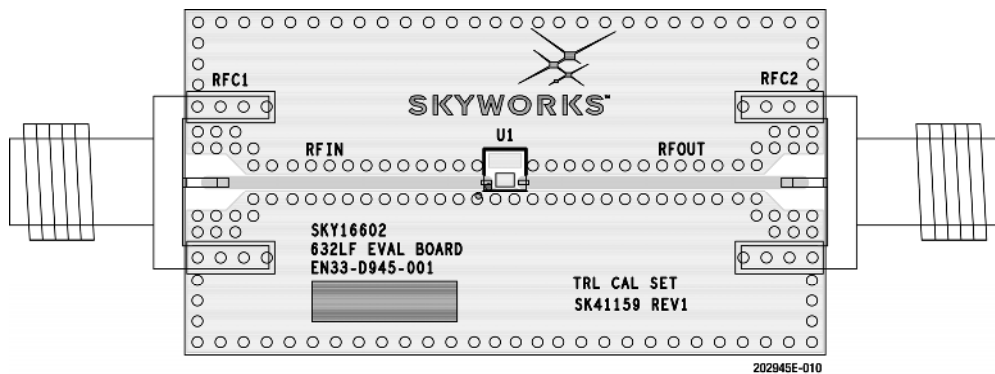 RFC1
RFC2
SKYWORKS™
U1
RFIN
RFOUT
SKY16602
632LF EVAL BOARD
EN33-D945-001
TRL CAL SET
SK41159 REV1
202945E-010